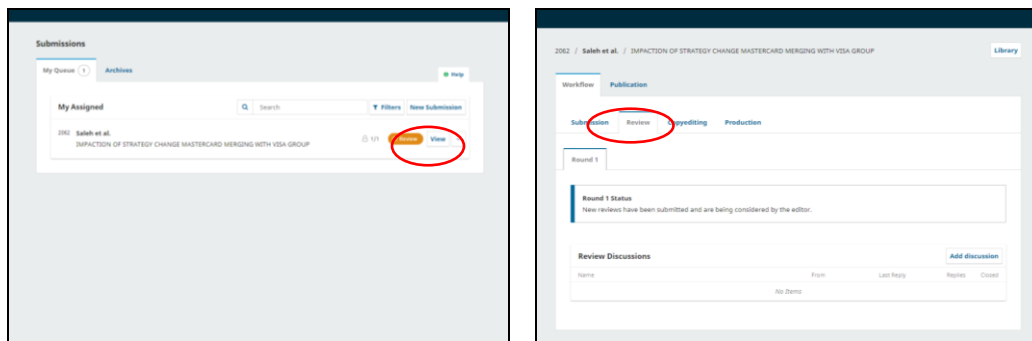 Submissions
My Queue 1 Archives
Help
My Assigned Search Filters New Submission
2062 Saleh et al. 1/1 Review View
IMPACTION OF STRATEGY CHANGE MASTERCARD MERGING WITH VISA GROUP
2062 / Saleh et al. / IMPACTION OF STRATEGY CHANGE MASTERCARD MERGING WITH VISA GROUP Library
Workflow Publication
Submission Review Copyediting Production
Round 1
Round 1 Status
New reviews have been submitted and are being considered by the editor.
Review Discussions Add discussion
Name From Last Reply Replies Closed
No Items